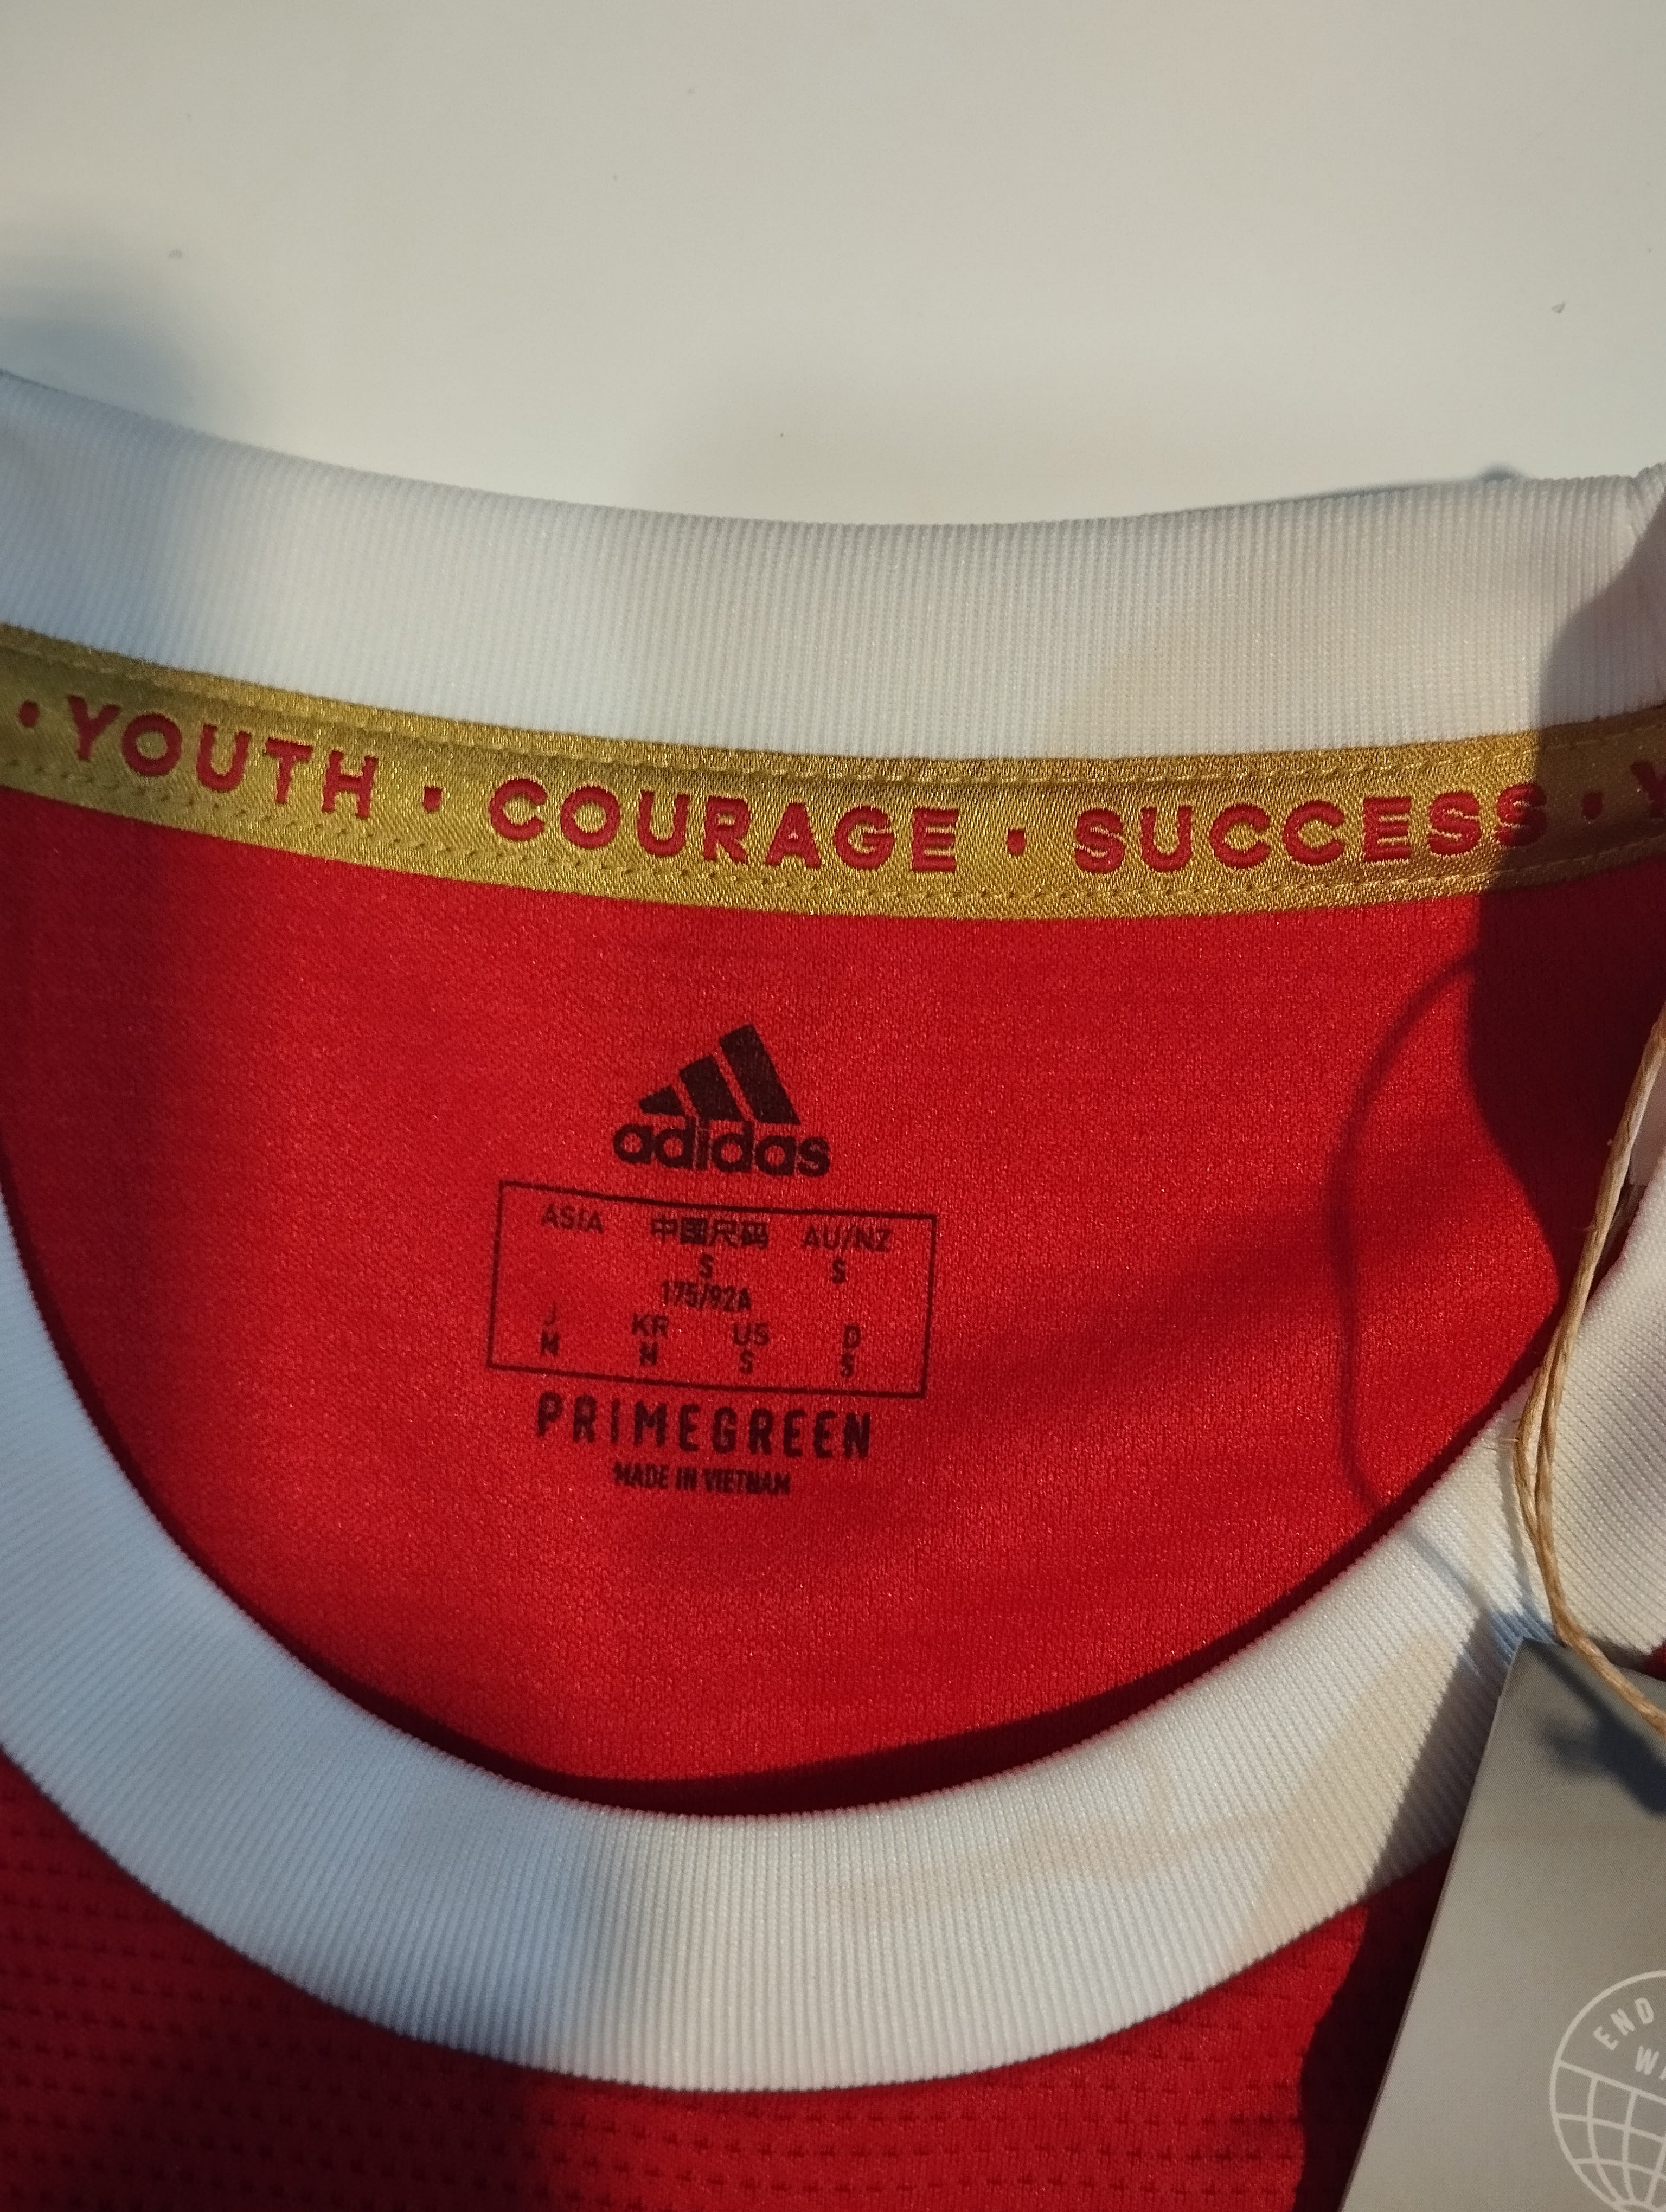 · YOUTH · COURAGE · SUCCESS ·
adidas
ASIA 中国尺码 AU/NZ
S S
175/92A
J KR US D
M M S S
PRIMEGREEN
MADE IN VIETNAM
END